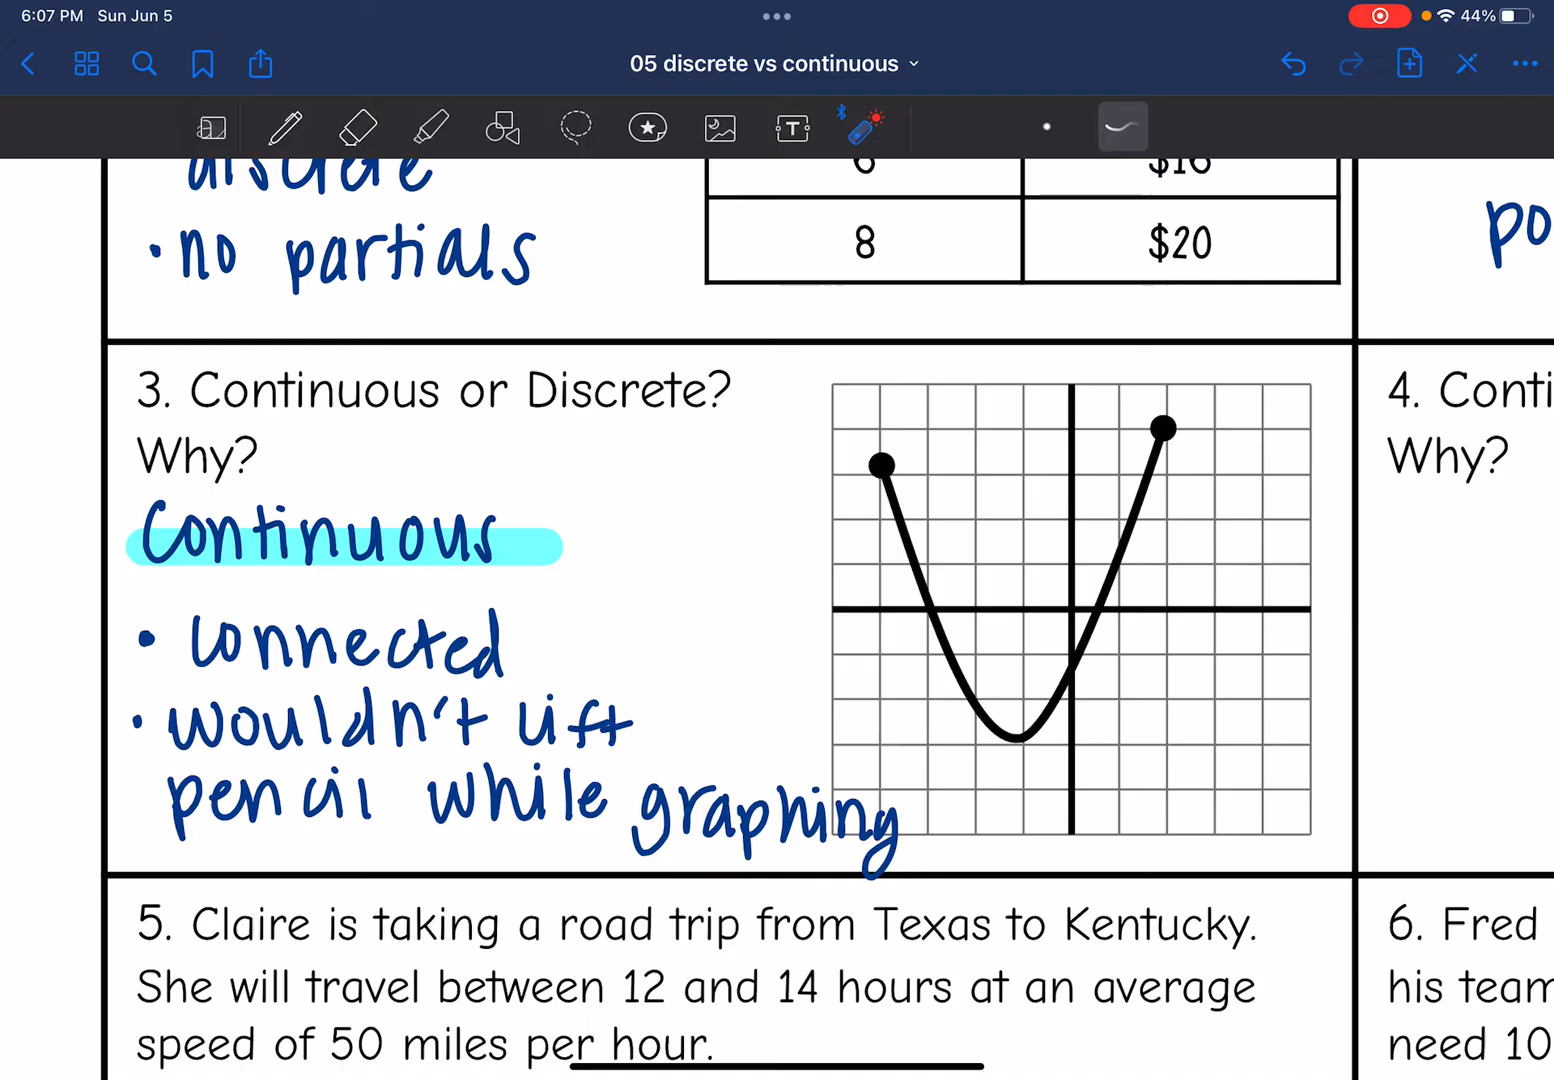 6:07 PM Sun Jun 5
44%
05 discrete vs continuous
T
discrete
• no partials
6 $16
8 $20
po
3. Continuous or Discrete?
Why?
Continuous
• connected
• wouldn't lift
pencil while graphing
4. Conti
Why?
5. Claire is taking a road trip from Texas to Kentucky.
She will travel between 12 and 14 hours at an average
speed of 50 miles per hour.
6. Fred
his team
need 10